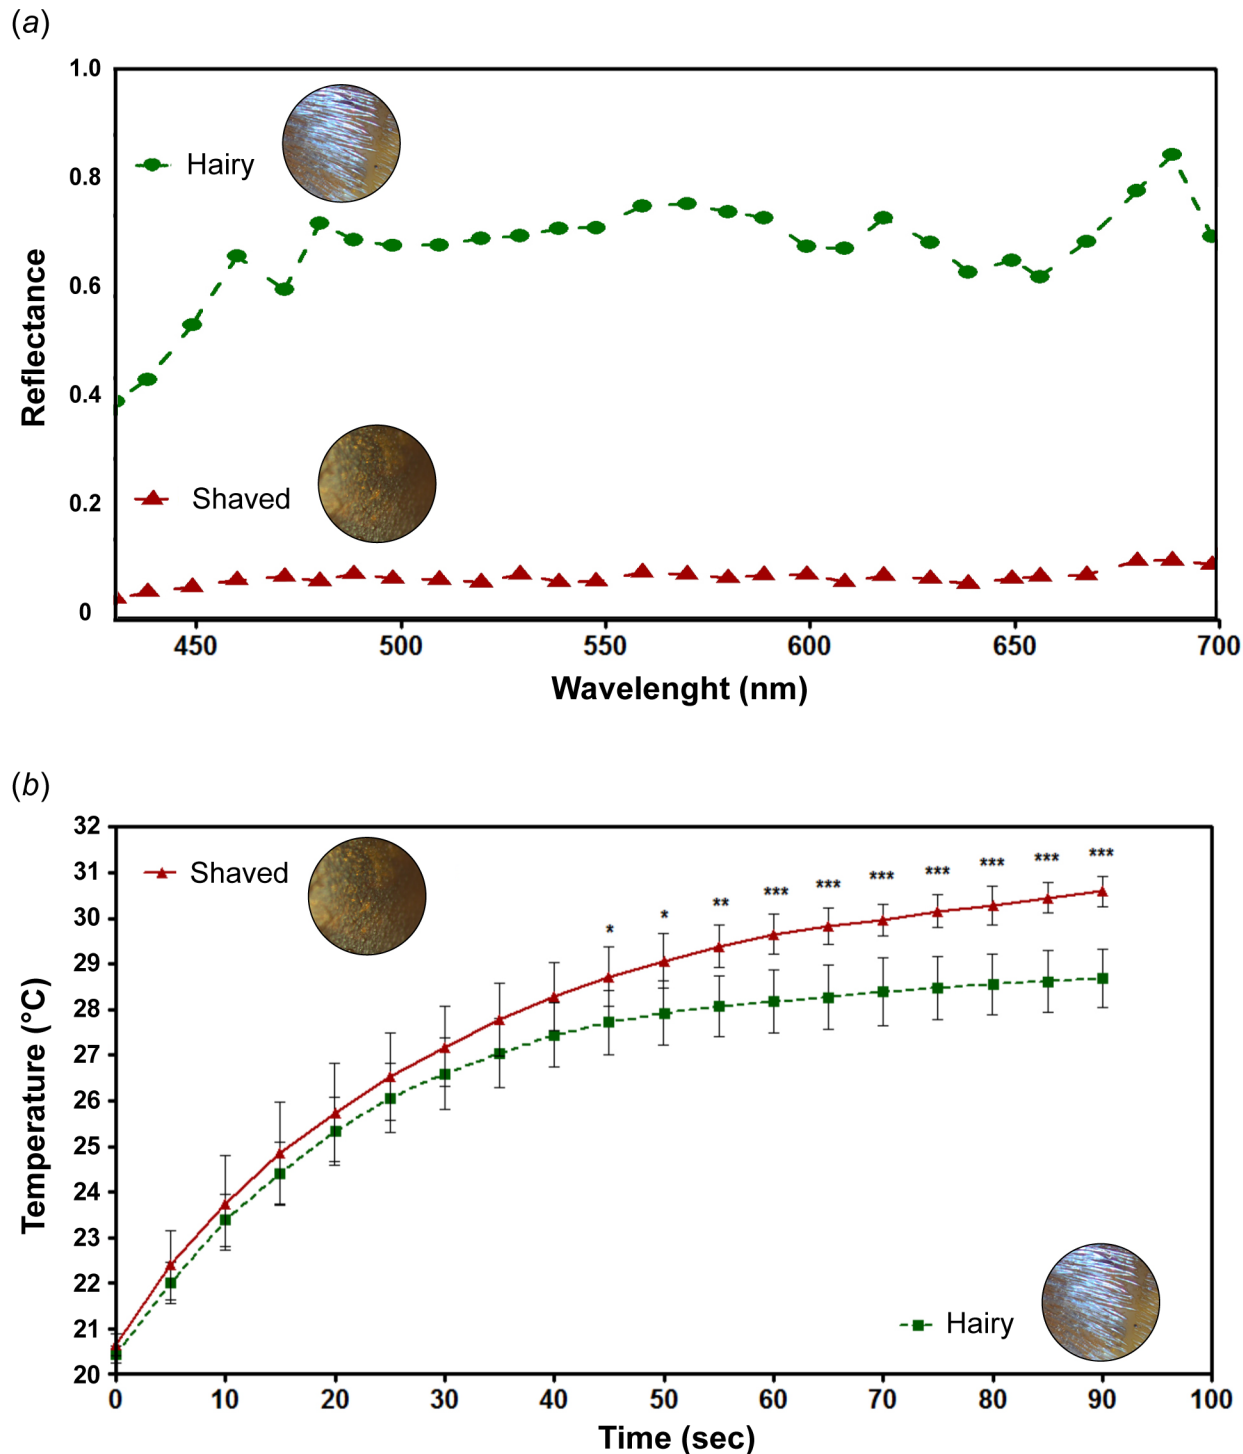 (a)
1.0
Hairy
0.8
0.6
Reflectance
0.4
Shaved
0.2
0
450 500 550 600 650 700
Wavelenght (nm)
(b)
32
Shaved
31
30
29
28
27
26
25
24
23
22
21
20
Temperature (°C)
* * ** *** *** *** *** *** *** ***
Hairy
0 10 20 30 40 50 60 70 80 90 100
Time (sec)